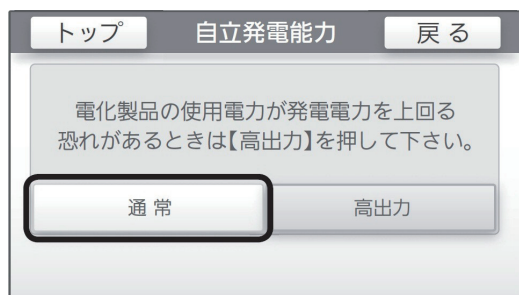 トップ 自立発電能力 戻る
電化製品の使用電力が発電電力を上回る
恐れがあるときは【高出力】を押して下さい。
通常 高出力